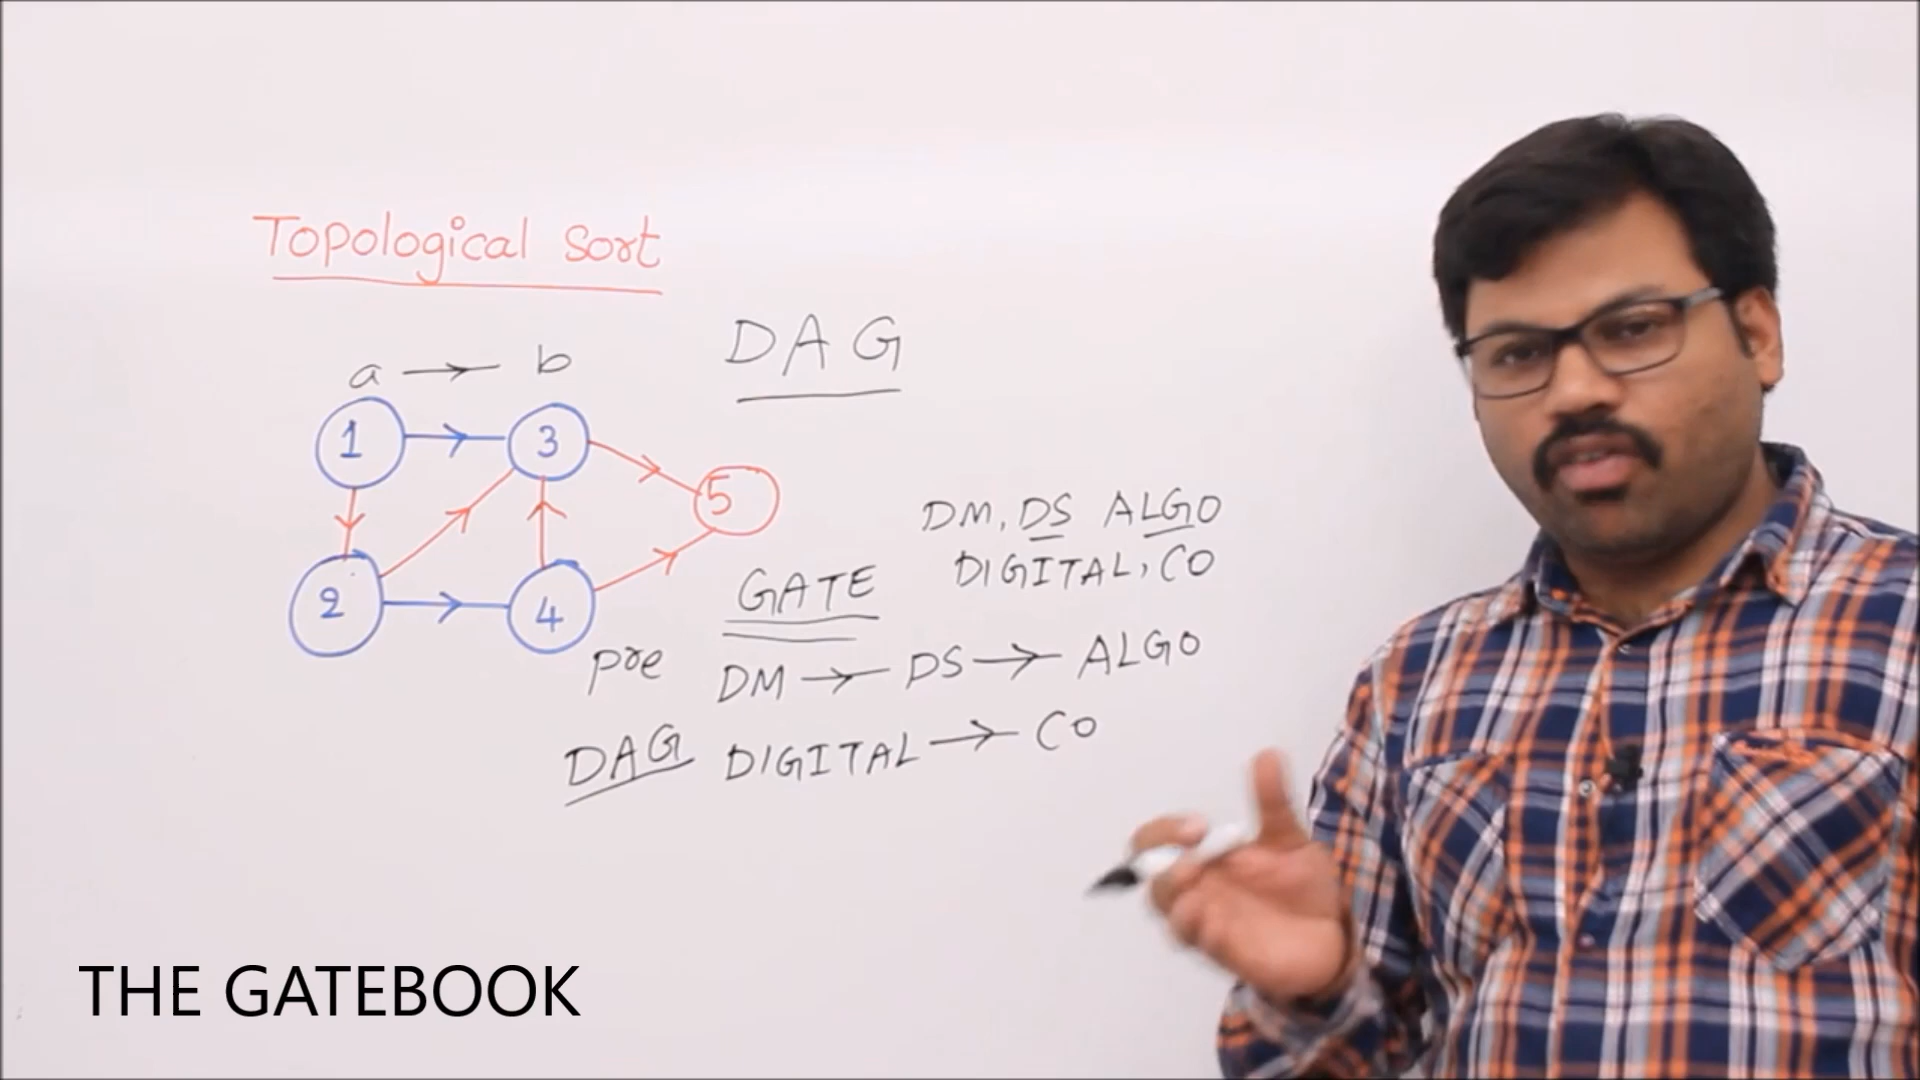 Topological Sort
DAG
a → b
1 3
5
2 4
DM, DS ALGO
DIGITAL, CO
GATE
pre DM → DS → ALGO
DAG DIGITAL → CO
THE GATEBOOK